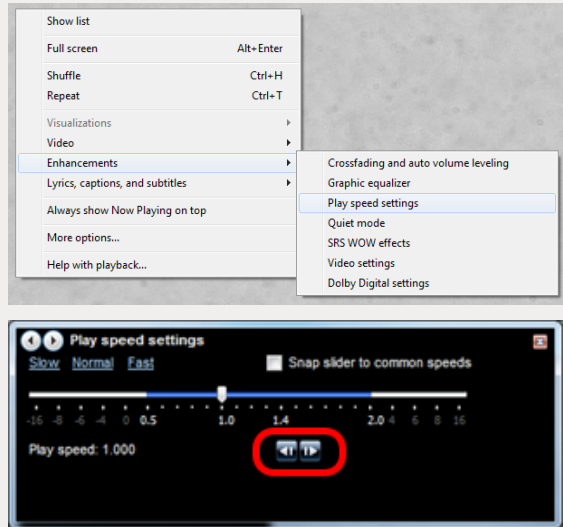 Show list
Full screen Alt+Enter
Shuffle Ctrl+H
Repeat Ctrl+T
Visualizations
Video
Enhancements
Lyrics, captions, and subtitles
Always show Now Playing on top
More options...
Help with playback...
Crossfading and auto volume leveling
Graphic equalizer
Play speed settings
Quiet mode
SRS WOW effects
Video settings
Dolby Digital settings
Play speed settings
Slow Normal Fast Snap slider to common speeds
-16 -8 -6 -4 0 0.5 1.0 1.4 2.0 4 6 8 16
Play speed: 1.000